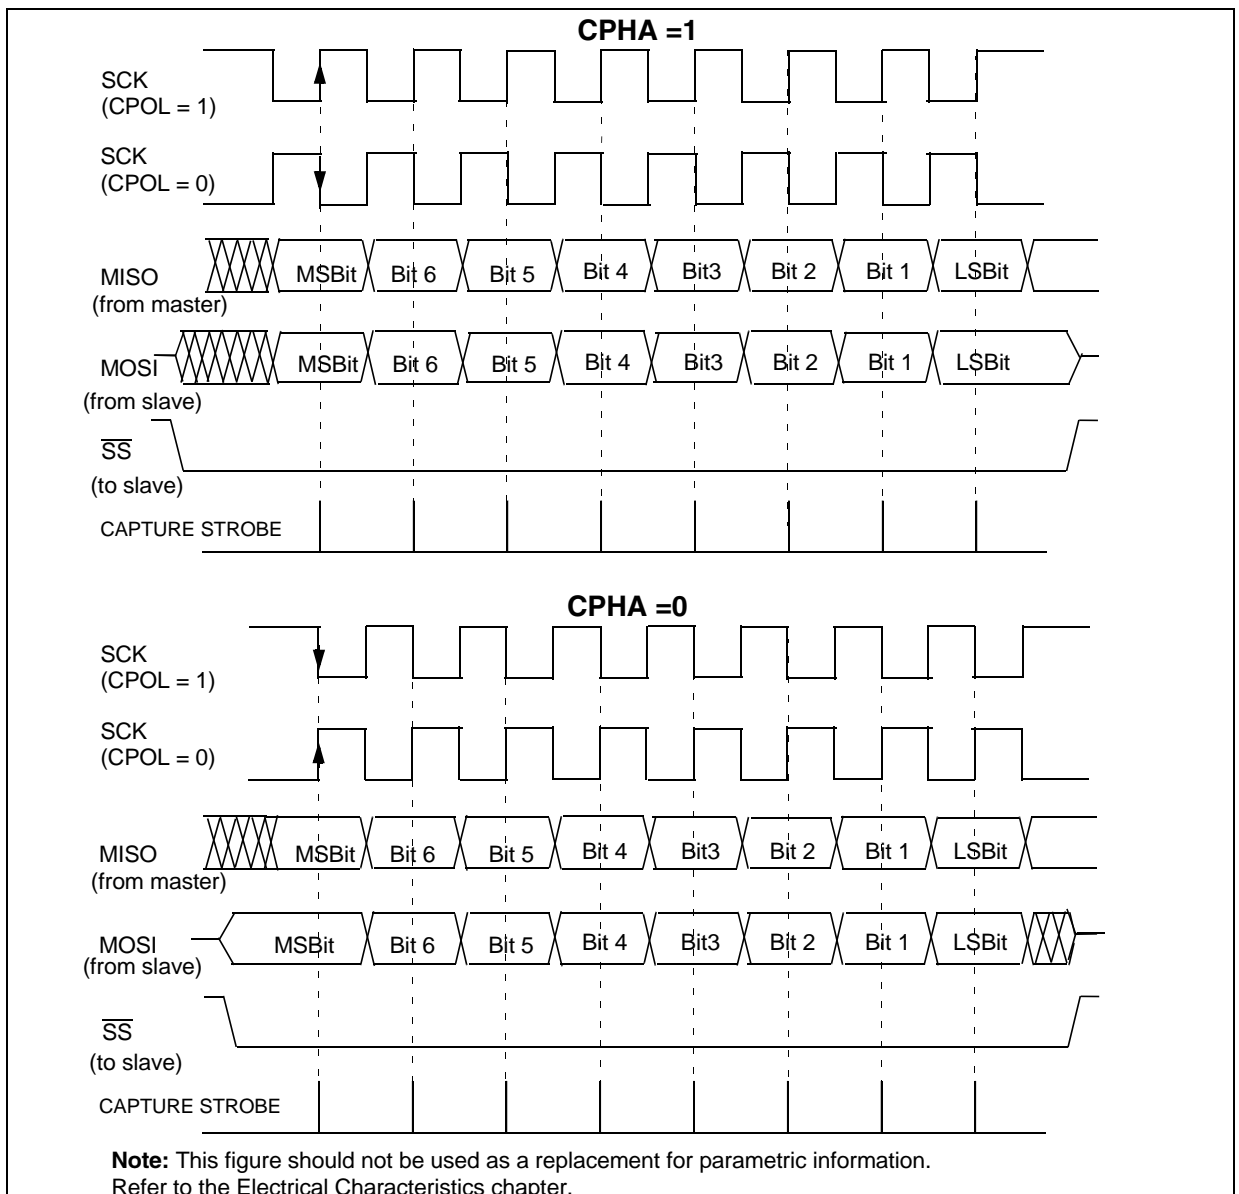 CPHA =1
SCK
(CPOL = 1)
SCK
(CPOL = 0)
MISO
(from master)
MSBit Bit 6 Bit 5 Bit 4 Bit3 Bit 2 Bit 1 LSBit
MOSI
(from slave)
MSBit Bit 6 Bit 5 Bit 4 Bit3 Bit 2 Bit 1 LSBit
SS
(to slave)
CAPTURE STROBE
CPHA =0
SCK
(CPOL = 1)
SCK
(CPOL = 0)
MISO
(from master)
MSBit Bit 6 Bit 5 Bit 4 Bit3 Bit 2 Bit 1 LSBit
MOSI
(from slave)
MSBit Bit 6 Bit 5 Bit 4 Bit3 Bit 2 Bit 1 LSBit
SS
(to slave)
CAPTURE STROBE
Note: This figure should not be used as a replacement for parametric information.
Refer to the Electrical Characteristics chapter.